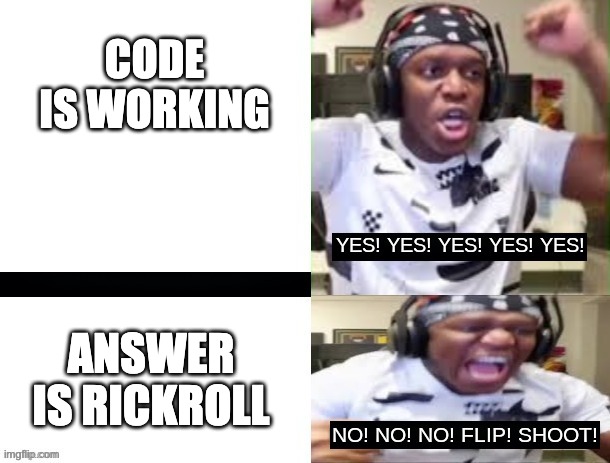 CODE
IS WORKING
YES! YES! YES! YES! YES!
ANSWER
IS RICKROLL
NO! NO! NO! FLIP! SHOOT!
imgflip.com